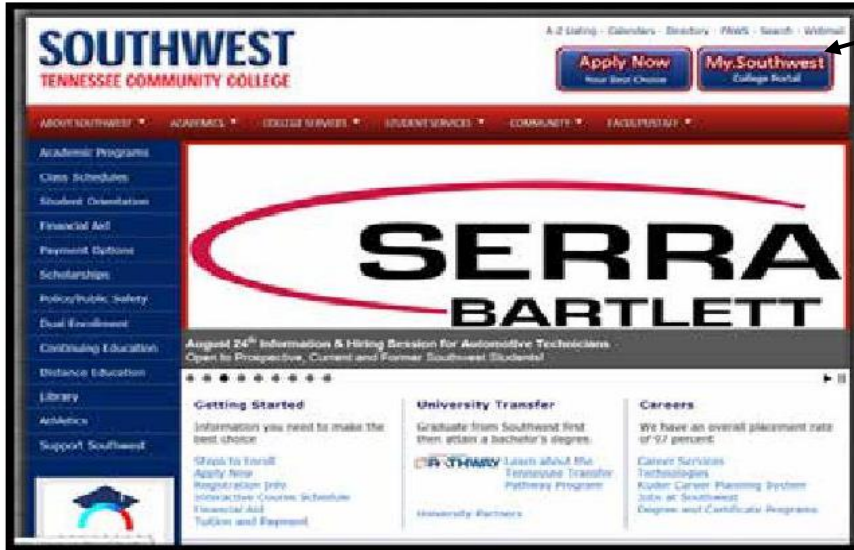 SOUTHWEST
TENNESSEE COMMUNITY COLLEGE
A-Z Listing - Calendars - Directory - PAWS - Search - Webmail
Apply Now
Your Best Choice
My.Southwest
College Portal
ABOUT SOUTHWEST
ACADEMICS
COLLEGE SERVICES
STUDENT SERVICES
COMMUNITY
FACULTY/STAFF
Academic Programs
Class Schedules
Student Orientation
Financial Aid
Payment Options
Scholarships
Police/Public Safety
Dual Enrollment
Continuing Education
Distance Education
Library
Athletics
Support Southwest
SERRA
BARTLETT
August 24th Information & Hiring Session for Automotive Technicians
Open to Prospective, Current and Former Southwest Students!
Getting Started
Information you need to make the
best choice
Steps to Enroll
Apply Now
Registration Info
Interactive Course Schedule
Financial Aid
Tuition and Payment
University Transfer
Graduate from Southwest first
then attain a bachelor's degree.
Learn about the
Tennessee Transfer
Pathway Program
University Partners
Careers
We have an overall placement rate
of 97 percent
Career Services
Technologies
Kuder Career Planning System
Jobs at Southwest
Degree and Certificate Programs